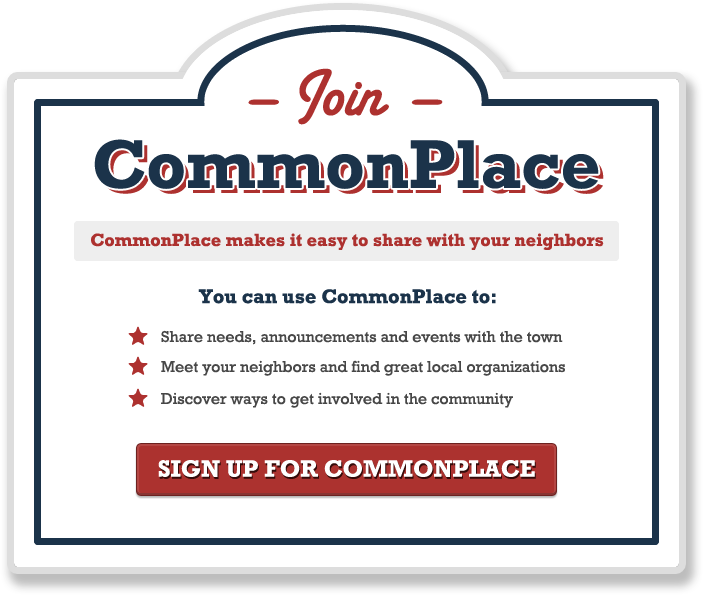 – Join –
CommonPlace
CommonPlace makes it easy to share with your neighbors
You can use CommonPlace to:
Share needs, announcements and events with the town
Meet your neighbors and find great local organizations
Discover ways to get involved in the community
SIGN UP FOR COMMONPLACE